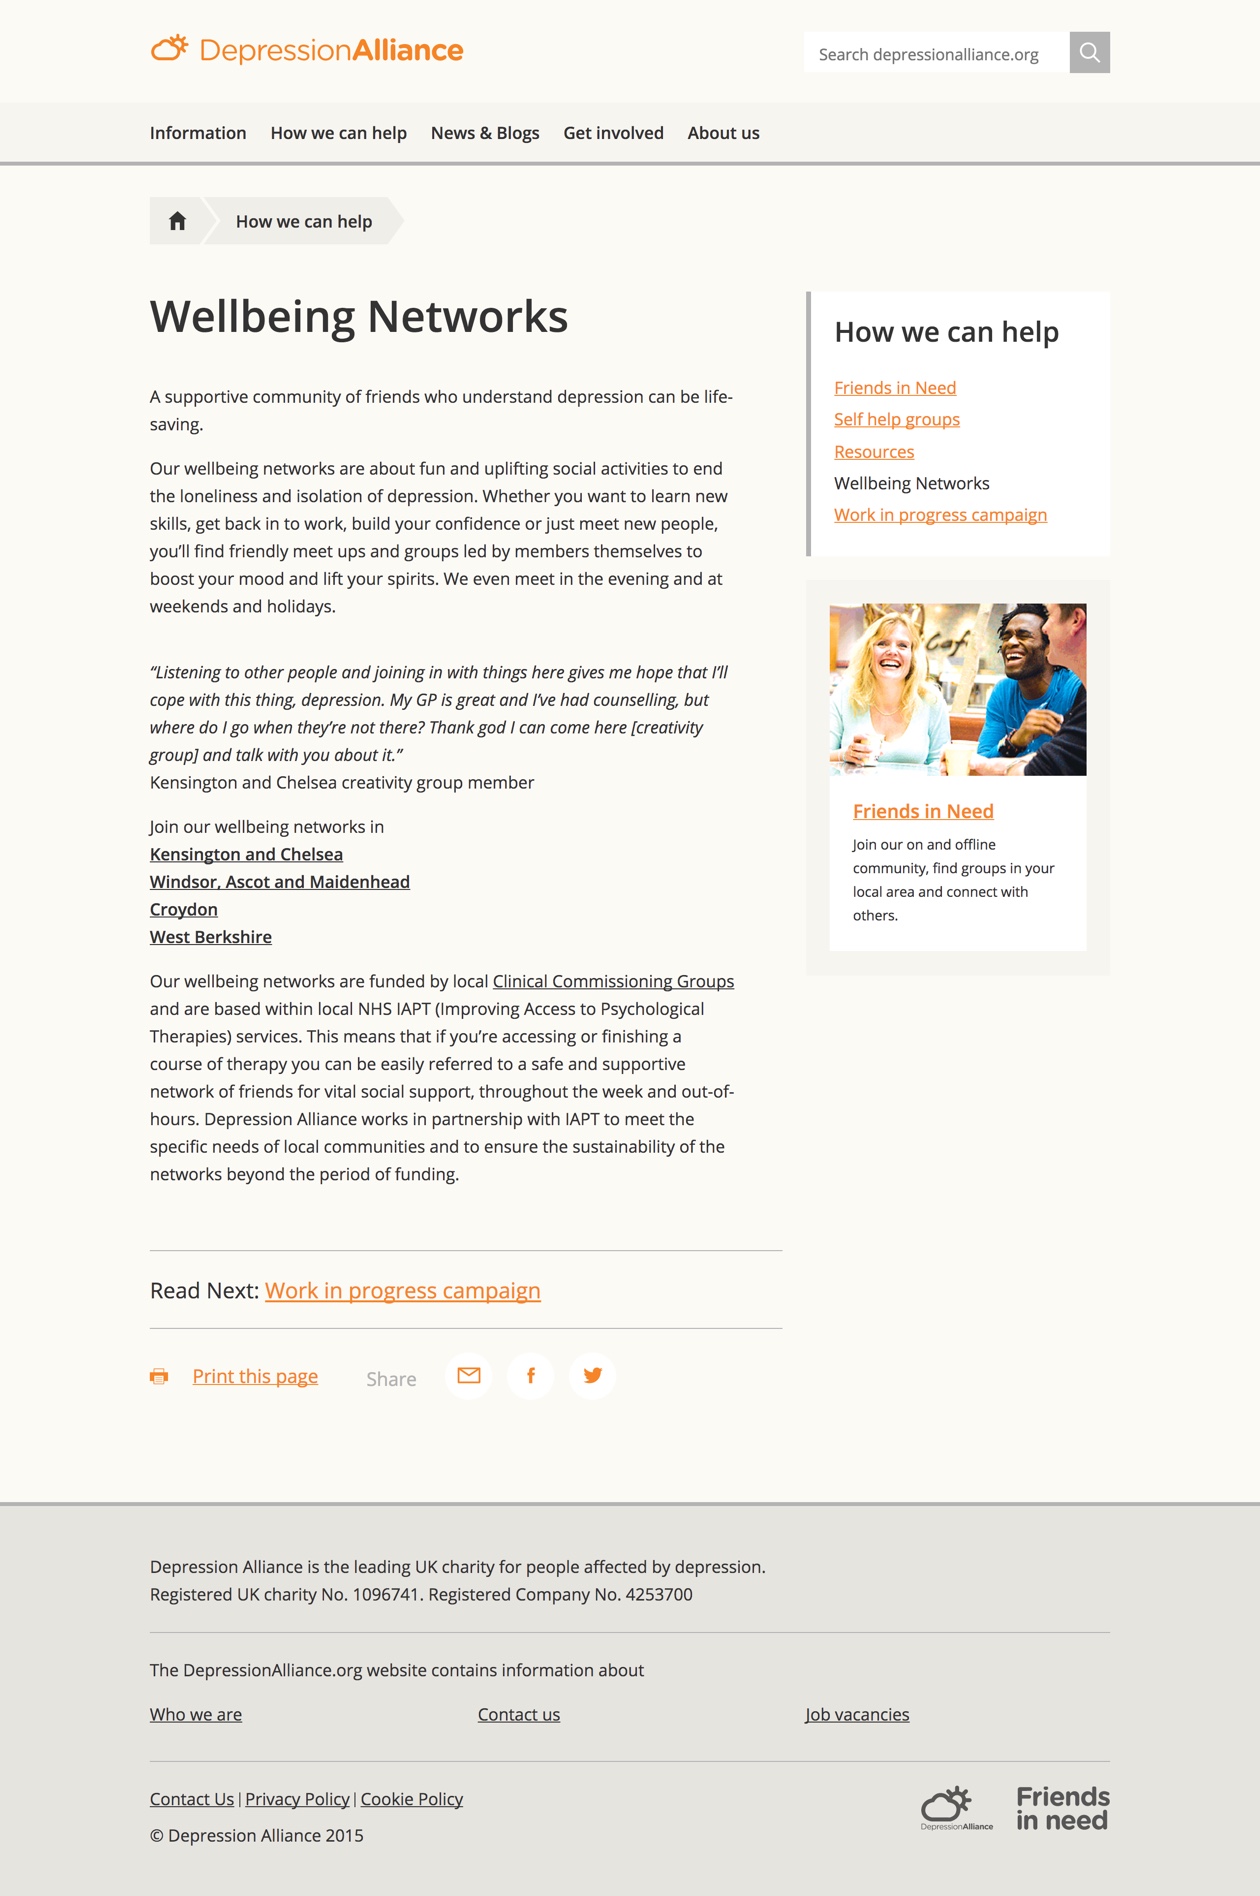 DepressionAlliance
Search depressionalliance.org
Information How we can help News & Blogs Get involved About us
How we can help
Wellbeing Networks
A supportive community of friends who understand depression can be life-
saving.
Our wellbeing networks are about fun and uplifting social activities to end
the loneliness and isolation of depression. Whether you want to learn new
skills, get back in to work, build your confidence or just meet new people,
you’ll find friendly meet ups and groups led by members themselves to
boost your mood and lift your spirits. We even meet in the evening and at
weekends and holidays.
“Listening to other people and joining in with things here gives me hope that I’ll
cope with this thing, depression. My GP is great and I’ve had counselling, but
where do I go when they’re not there? Thank god I can come here [creativity
group] and talk with you about it.”
Kensington and Chelsea creativity group member
Join our wellbeing networks in
Kensington and Chelsea
Windsor, Ascot and Maidenhead
Croydon
West Berkshire
Our wellbeing networks are funded by local Clinical Commissioning Groups
and are based within local NHS IAPT (Improving Access to Psychological
Therapies) services. This means that if you’re accessing or finishing a
course of therapy you can be easily referred to a safe and supportive
network of friends for vital social support, throughout the week and out-of-
hours. Depression Alliance works in partnership with IAPT to meet the
specific needs of local communities and to ensure the sustainability of the
networks beyond the period of funding.
Read Next: Work in progress campaign
Print this page Share
How we can help
Friends in Need
Self help groups
Resources
Wellbeing Networks
Work in progress campaign
Caf
Friends in Need
Join our on and offline
community, find groups in your
local area and connect with
others.
Depression Alliance is the leading UK charity for people affected by depression.
Registered UK charity No. 1096741. Registered Company No. 4253700
The DepressionAlliance.org website contains information about
Who we are Contact us Job vacancies
Contact Us | Privacy Policy | Cookie Policy
© Depression Alliance 2015
DepressionAlliance
Friends
in need